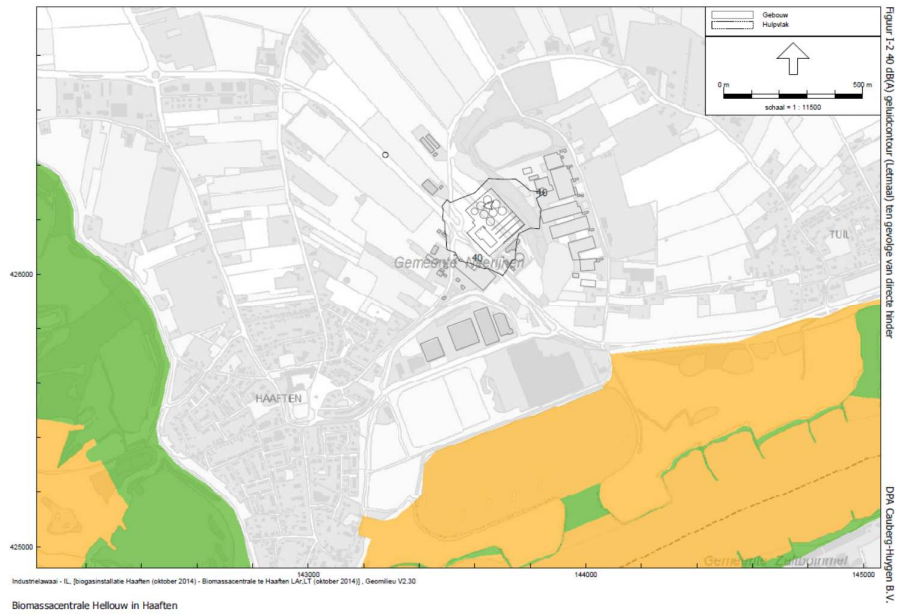 Gebouw
Hulpvlak
0 m
500 m
schaal = 1 : 11500
Figuur I-2 40 dB(A) geluidcontour (Letmaal) ten gevolge van directe hinder
40
TUIL
Gemeente
40
426000
HAAFTEN
DPA Cauberg-Huygen B.V.
425000
Gemeente Zaltbommel
143000
144000
145000
Industrielawaai - IL, [biogasinstallatie Haaften (oktober 2014) - Biomassacentrale te Haaften LAr,LT (oktober 2014)] , Geomilieu V2.30
Biomassacentrale Hellouw in Haaften